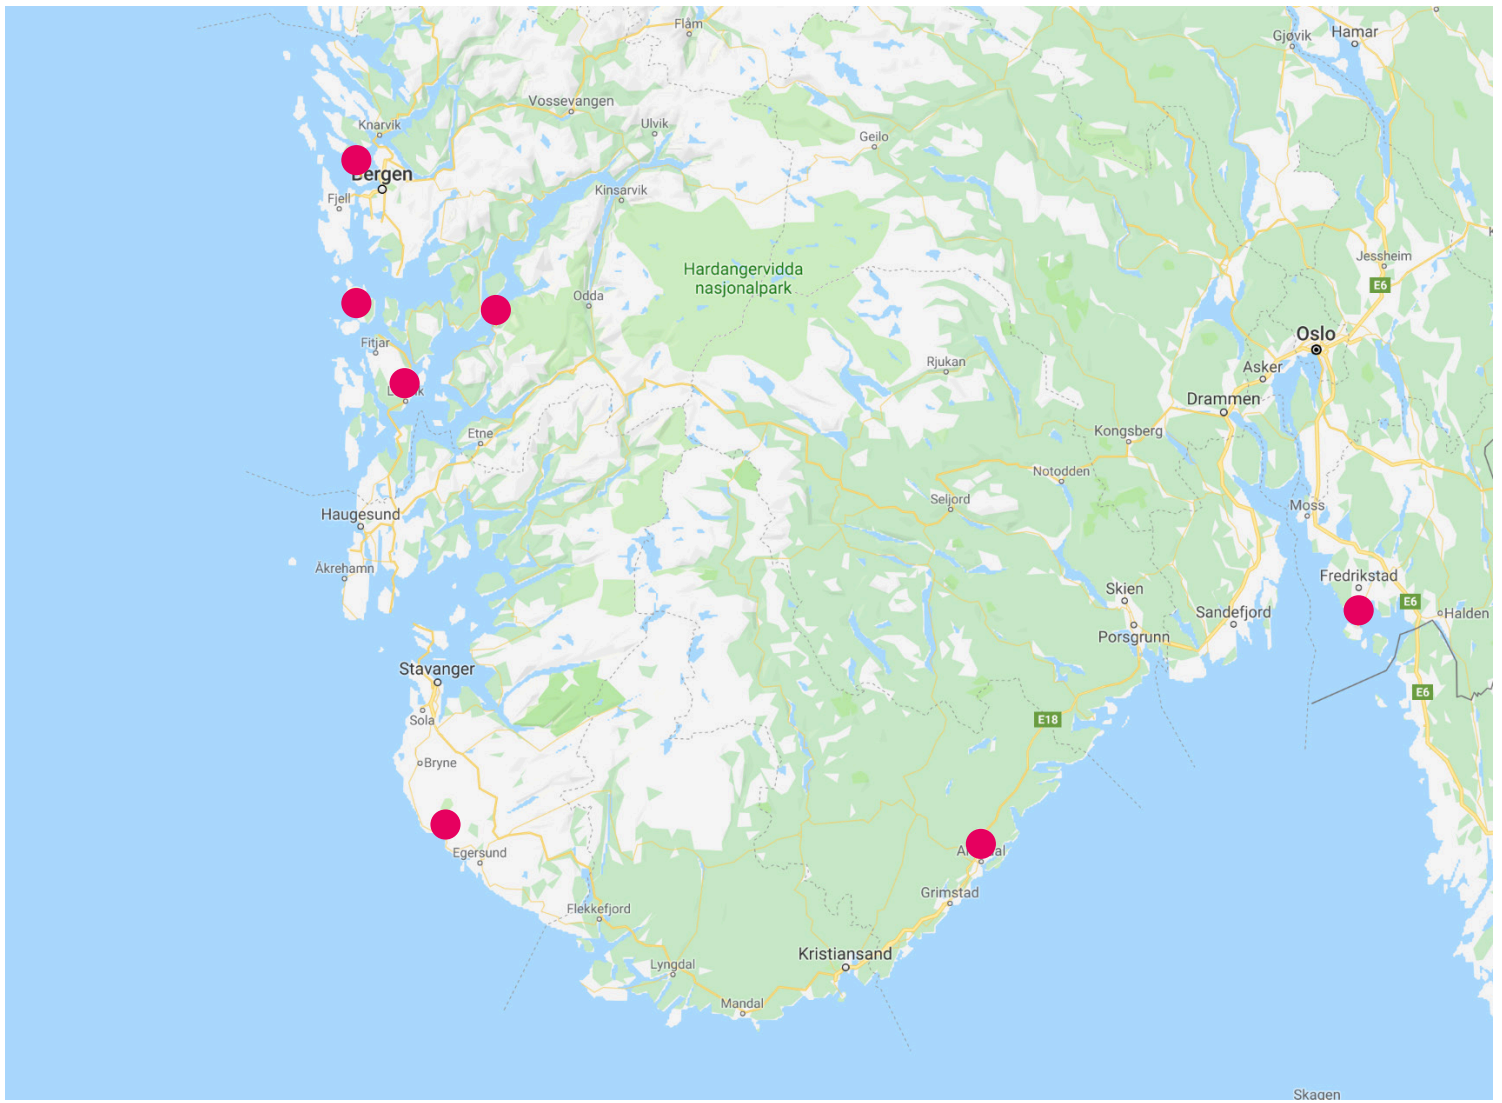 Flåm
Gjøvik
Hamar
Vossevangen
Knarvik
Ulvik
Geilo
Bergen
Kinsarvik
Fjell
Hardangervidda
nasjonalpark
Jessheim
E6
Odda
Oslo
Fitjar
Rjukan
Asker
Drammen
Etne
Kongsberg
Notodden
Seljord
Moss
Haugesund
Åkrehamn
Fredrikstad
Skien
E6
Sandefjord
Halden
Porsgrunn
Stavanger
E6
Sola
E18
Bryne
Egersund
Grimstad
Flekkefjord
Kristiansand
Lyngdal
Mandal
Skagen